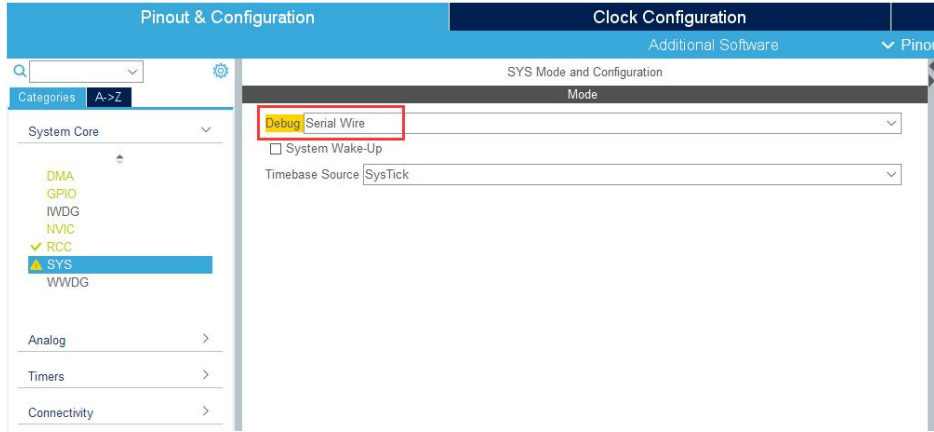 Pinout & Configuration
Clock Configuration
Additional Software
Pino
Categories
A->Z
System Core
DMA
GPIO
IWDG
NVIC
RCC
SYS
WWDG
Analog
Timers
Connectivity
SYS Mode and Configuration
Mode
Debug Serial Wire
System Wake-Up
Timebase Source SysTick